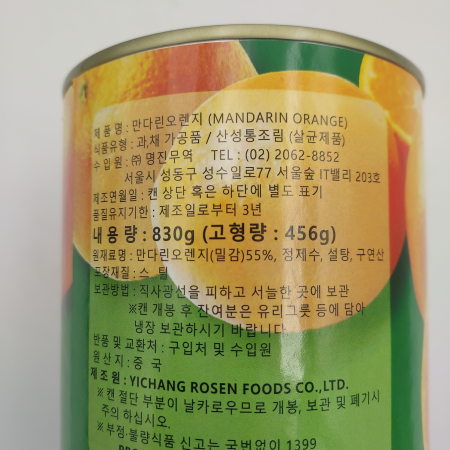 제 품 명 : 만다린오렌지 (MANDARIN ORANGE)
식품유형 : 과,채 가공품 / 산성통조림 (살균제품)
수 입 원 : ㈜ 명진무역 TEL : (02) 2062-8852
서울시 성동구 성수일로77 서울숲 IT밸리 203호
제조연월일 : 캔 상단 혹은 하단에 별도 표기
품질유지기한 : 제조일로부터 3년
내 용 량 : 830g (고형량 : 456g)
원재료명 : 만다린오렌지(밀감)55%, 정제수, 설탕, 구연산
포장재질 : 스 틸
보관방법 : 직사광선을 피하고 서늘한 곳에 보관
※캔 개봉 후 잔여분은 유리그릇 등에 담아
냉장 보관하시기 바랍니다.
반품 및 교환처 : 구입처 및 수입원
원 산 지 : 중 국
제 조 원 : YICHANG ROSEN FOODS CO.,LTD.
※ 캔 절단 부분이 날카로우므로 개봉, 보관 및 폐기시
주의 하십시오.
※ 부정·불량식품 신고는 국번없이 1399